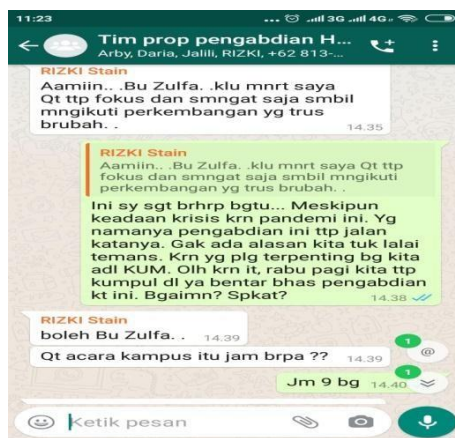 11:23
... 3G 4G
Tim prop pengabdian H...
Arby, Daria, Jalili, RIZKI, +62 813-...
RIZKI Stain
Aamiin.. .Bu Zulfa. .klu mnrt saya
Qt ttp fokus dan smngat saja smbil
mngikuti perkembangan yg trus
brubah. .
14.35
RIZKI Stain
Aamiin.. .Bu Zulfa. .klu mnrt saya Qt ttp
fokus dan smngat saja smbil mngikuti
perkembangan yg trus brubah. .
Ini sy sgt brhrp bgtu... Meskipun
keadaan krisis krn pandemi ini. Yg
namanya pengabdian ini ttp jalan
katanya. Gak ada alasan kita tuk lalai
temans. Krn yg plg terpenting bg kita
adl KUM. Olh krn it, rabu pagi kita ttp
kumpul dl ya bentar bhas pengabdian
kt ini. Bgaimn? Spkat?
14.38
RIZKI Stain
boleh Bu Zulfa. . 14.39
Qt acara kampus itu jam brpa ?? 14.39
1
@
1
Jm 9 bg 14.40
Ketik pesan